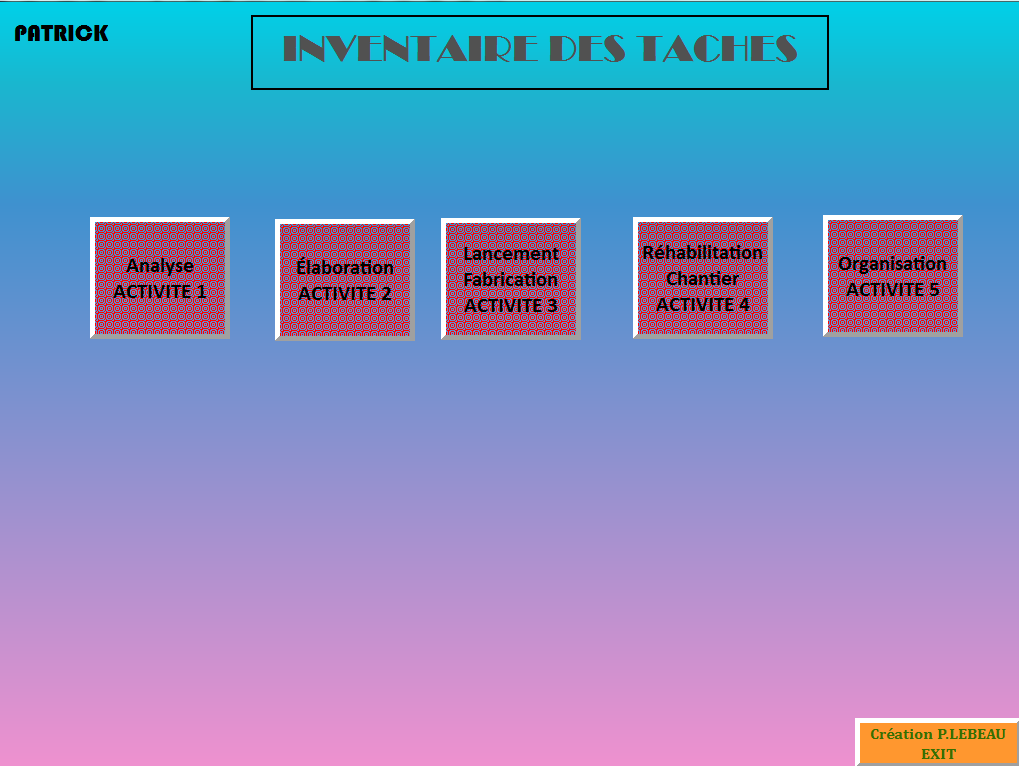 PATRICK
INVENTAIRE DES TACHES
Analyse
ACTIVITE 1
Élaboration
ACTIVITE 2
Lancement
Fabrication
ACTIVITE 3
Réhabilitation
Chantier
ACTIVITE 4
Organisation
ACTIVITE 5
Création P.LEBEAU
EXIT